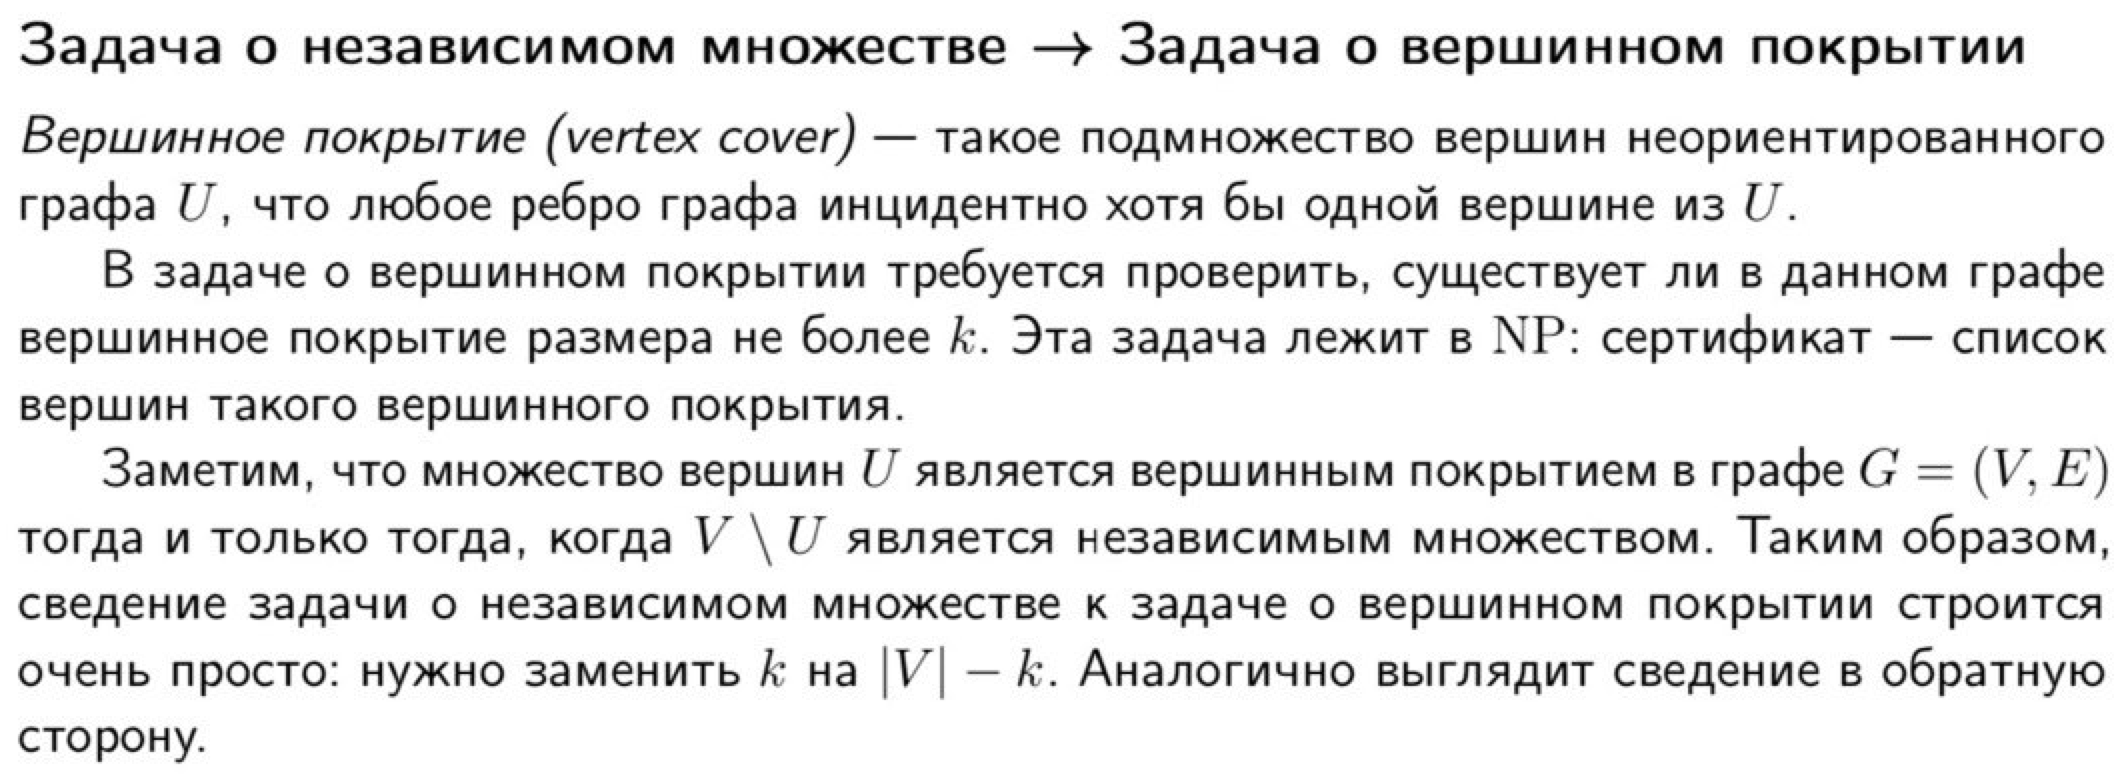 Задача о независимом множестве → Задача о вершинном покрытии
Вершинное покрытие (vertex cover) — такое подмножество вершин неориентированного
графа U, что любое ребро графа инцидентно хотя бы одной вершине из U.
В задаче о вершинном покрытии требуется проверить, существует ли в данном графе
вершинное покрытие размера не более k. Эта задача лежит в NP: сертификат — список
вершин такого вершинного покрытия.
Заметим, что множество вершин U является вершинным покрытием в графе G = (V, E)
тогда и только тогда, когда V \ U является независимым множеством. Таким образом,
сведение задачи о независимом множестве к задаче о вершинном покрытии строится
очень просто: нужно заменить k на |V| − k. Аналогично выглядит сведение в обратную
сторону.